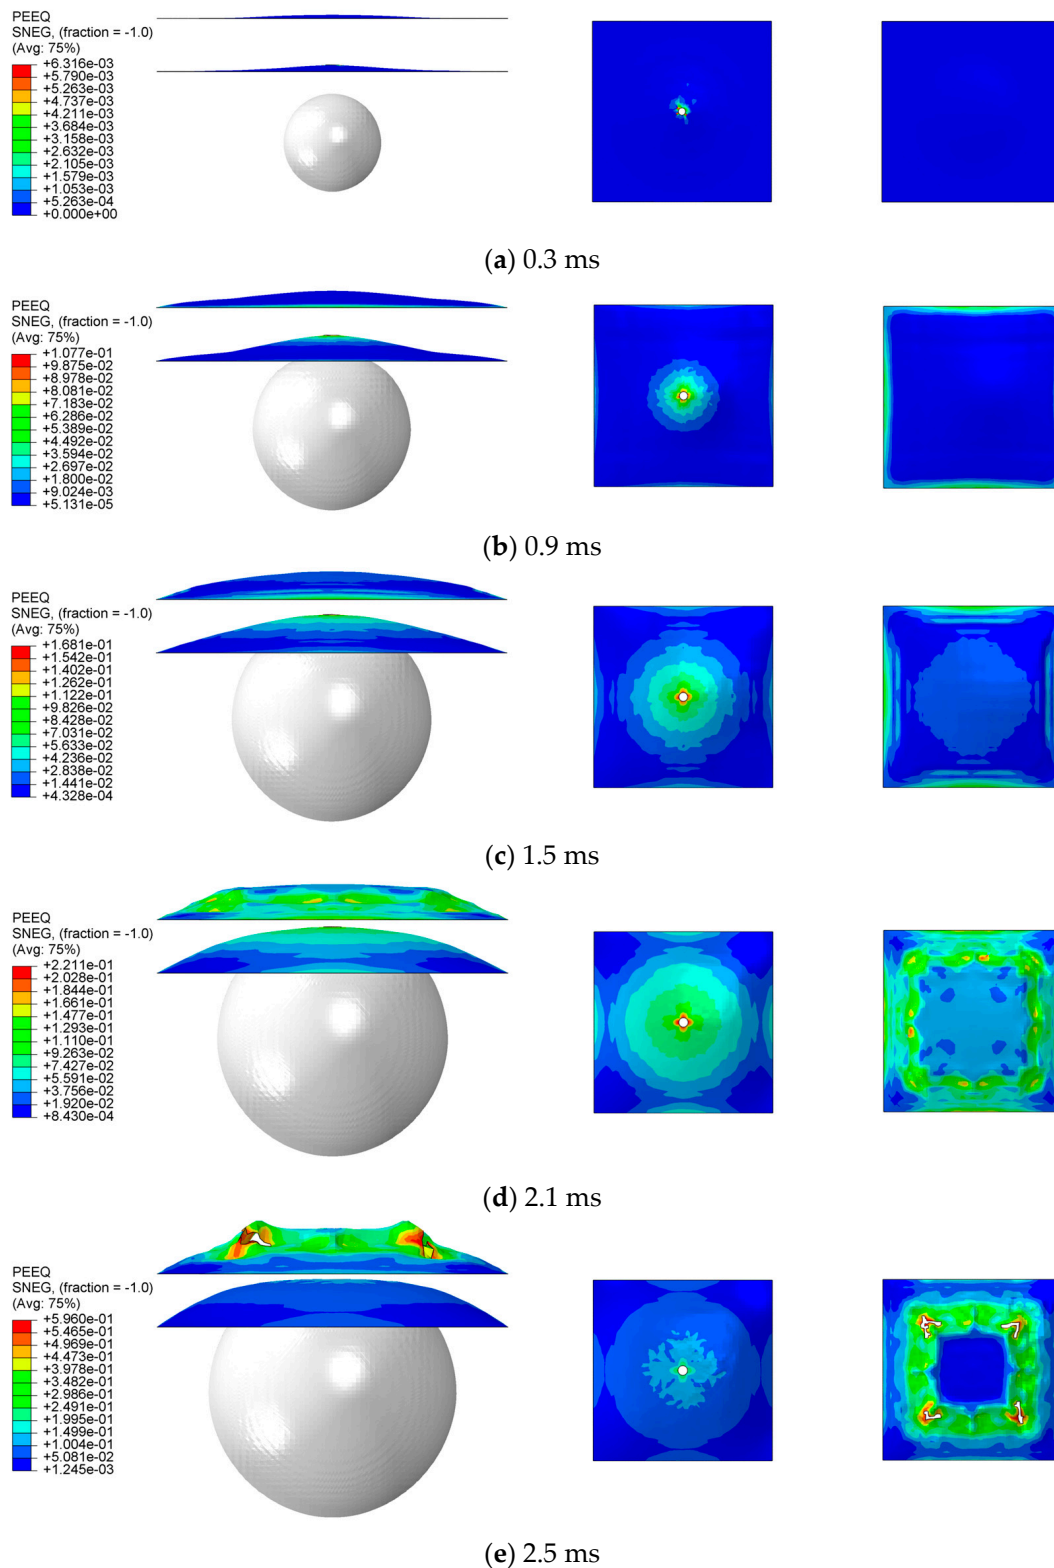 PEEQ
SNEG, (fraction = -1.0)
(Avg: 75%)
+6.316e-03
+5.790e-03
+5.263e-03
+4.737e-03
+4.211e-03
+3.684e-03
+3.158e-03
+2.632e-03
+2.105e-03
+1.579e-03
+1.053e-03
+5.263e-04
+0.000e+00
(a) 0.3 ms
PEEQ
SNEG, (fraction = -1.0)
(Avg: 75%)
+1.077e-01
+9.875e-02
+8.978e-02
+8.081e-02
+7.183e-02
+6.286e-02
+5.389e-02
+4.492e-02
+3.594e-02
+2.697e-02
+1.800e-02
+9.024e-03
+5.131e-05
(b) 0.9 ms
PEEQ
SNEG, (fraction = -1.0)
(Avg: 75%)
+1.681e-01
+1.542e-01
+1.402e-01
+1.262e-01
+1.122e-01
+9.826e-02
+8.428e-02
+7.031e-02
+5.633e-02
+4.236e-02
+2.838e-02
+1.441e-02
+4.328e-04
(c) 1.5 ms
PEEQ
SNEG, (fraction = -1.0)
(Avg: 75%)
+2.211e-01
+2.028e-01
+1.844e-01
+1.661e-01
+1.477e-01
+1.293e-01
+1.110e-01
+9.263e-02
+7.427e-02
+5.591e-02
+3.756e-02
+1.920e-02
+8.430e-04
(d) 2.1 ms
PEEQ
SNEG, (fraction = -1.0)
(Avg: 75%)
+5.960e-01
+5.465e-01
+4.969e-01
+4.473e-01
+3.978e-01
+3.482e-01
+2.986e-01
+2.491e-01
+1.995e-01
+1.499e-01
+1.004e-01
+5.081e-02
+1.245e-03
(e) 2.5 ms